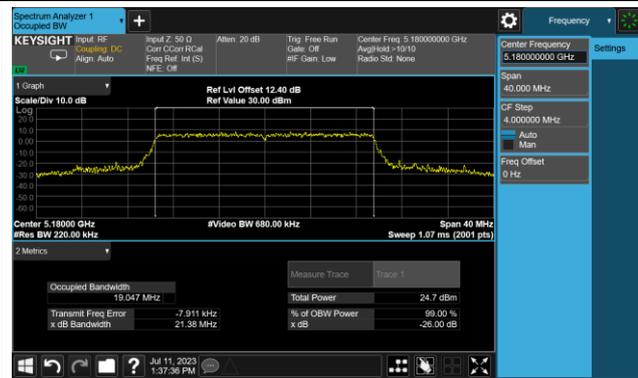 Spectrum Analyzer 1
Occupied BW
Frequency
KEYSIGHT
Input: RF
Coupling: DC
Align: Auto
Input Z: 50 Ω
Corr CCorr RCal
Freq Ref: Int (S)
NFE: Off
Atten: 20 dB
Trig: Free Run
Gate: Off
#IF Gain: Low
Center Freq: 5.180000000 GHz
Avg|Hold:>10/10
Radio Std: None
Center Frequency
5.180000000 GHz
Settings
Span
40.000 MHz
CF Step
4.000000 MHz
Auto
Man
Freq Offset
0 Hz
1 Graph
Scale/Div 10.0 dB
Ref Lvl Offset 12.40 dB
Ref Value 30.00 dBm
Log
20.0
10.0
0.00
-10.0
-20.0
-30.0
-40.0
-50.0
-60.0
Center 5.18000 GHz
#Video BW 680.00 kHz
Span 40 MHz
#Res BW 220.00 kHz
Sweep 1.07 ms (2001 pts)
2 Metrics
Measure Trace
Trace 1
Occupied Bandwidth
19.047 MHz
Total Power
24.7 dBm
Transmit Freq Error
-7.911 kHz
% of OBW Power
99.00 %
x dB Bandwidth
21.38 MHz
x dB
-26.00 dB
Jul 11, 2023
1:37:36 PM